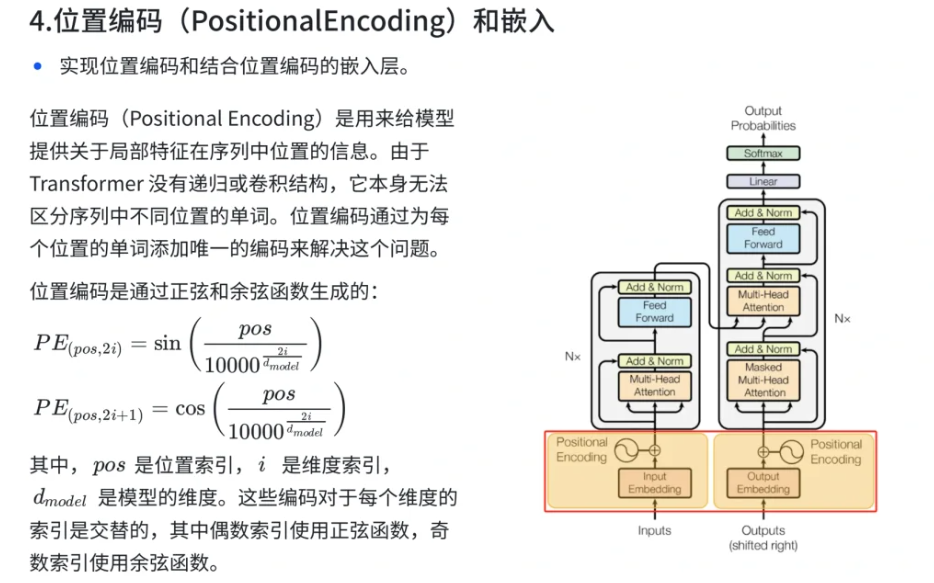 4.位置编码（PositionalEncoding）和嵌入
• 实现位置编码和结合位置编码的嵌入层。
位置编码（Positional Encoding）是用来给模型
提供关于局部特征在序列中位置的信息。由于
Transformer 没有递归或卷积结构，它本身无法
区分序列中不同位置的单词。位置编码通过为每
个位置的单词添加唯一的编码来解决这个问题。
位置编码是通过正弦和余弦函数生成的：
PE_{(pos,2i)} = sin(pos / 10000^{2i/d_{model}})
PE_{(pos,2i+1)} = cos(pos / 10000^{2i/d_{model}})
其中，pos 是位置索引，i 是维度索引，
d_{model} 是模型的维度。这些编码对于每个维度的
索引是交替的，其中偶数索引使用正弦函数，奇
数索引使用余弦函数。
Output
Probabilities
Softmax
Linear
Add & Norm
Feed
Forward
Add & Norm
Multi-Head
Attention
Add & Norm
Masked
Multi-Head
Attention
Nx
Add & Norm
Feed
Forward
Add & Norm
Multi-Head
Attention
Nx
Positional
Encoding
Input
Embedding
Inputs
Positional
Encoding
Output
Embedding
Outputs
(shifted right)